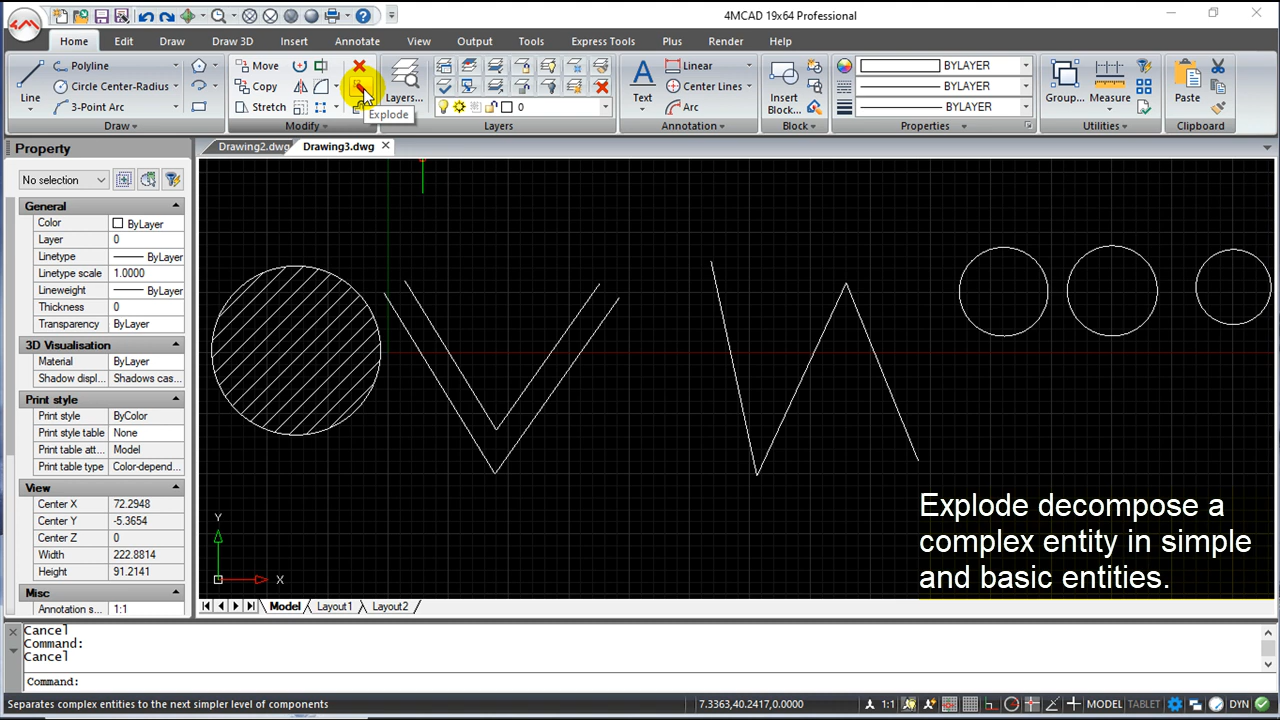 4MCAD 19x64 Professional
Home Edit Draw Draw 3D Insert Annotate View Output Tools Express Tools Plus Render Help
Line
Polyline
Circle Center-Radius
3-Point Arc
Draw
Move
Copy
Stretch
Modify
Explode
Layers...
0
Layers
Text
Linear
Center Lines
Arc
Annotation
Insert
Block...
Block
BYLAYER
BYLAYER
BYLAYER
Properties
Group...
Measure
Utilities
Paste
Clipboard
Property
Drawing2.dwg Drawing3.dwg
No selection
General
Color ByLayer
Layer 0
Linetype ByLayer
Linetype scale 1.0000
Lineweight ByLayer
Thickness 0
Transparency ByLayer
3D Visualisation
Material ByLayer
Shadow displ... Shadows cas...
Print style
Print style ByColor
Print style table None
Print table att... Model
Print table type Color-depend...
View
Center X 72.2948
Center Y -5.3654
Center Z 0
Width 222.8814
Height 91.2141
Misc
Annotation s... 1:1
Y
X
Explode decompose a
complex entity in simple
and basic entities.
Model Layout1 Layout2
Cancel
Command:
Cancel
Command:
Separates complex entities to the next simpler level of components
7.3363,40.2417,0.0000 1:1 MODEL TABLET DYN